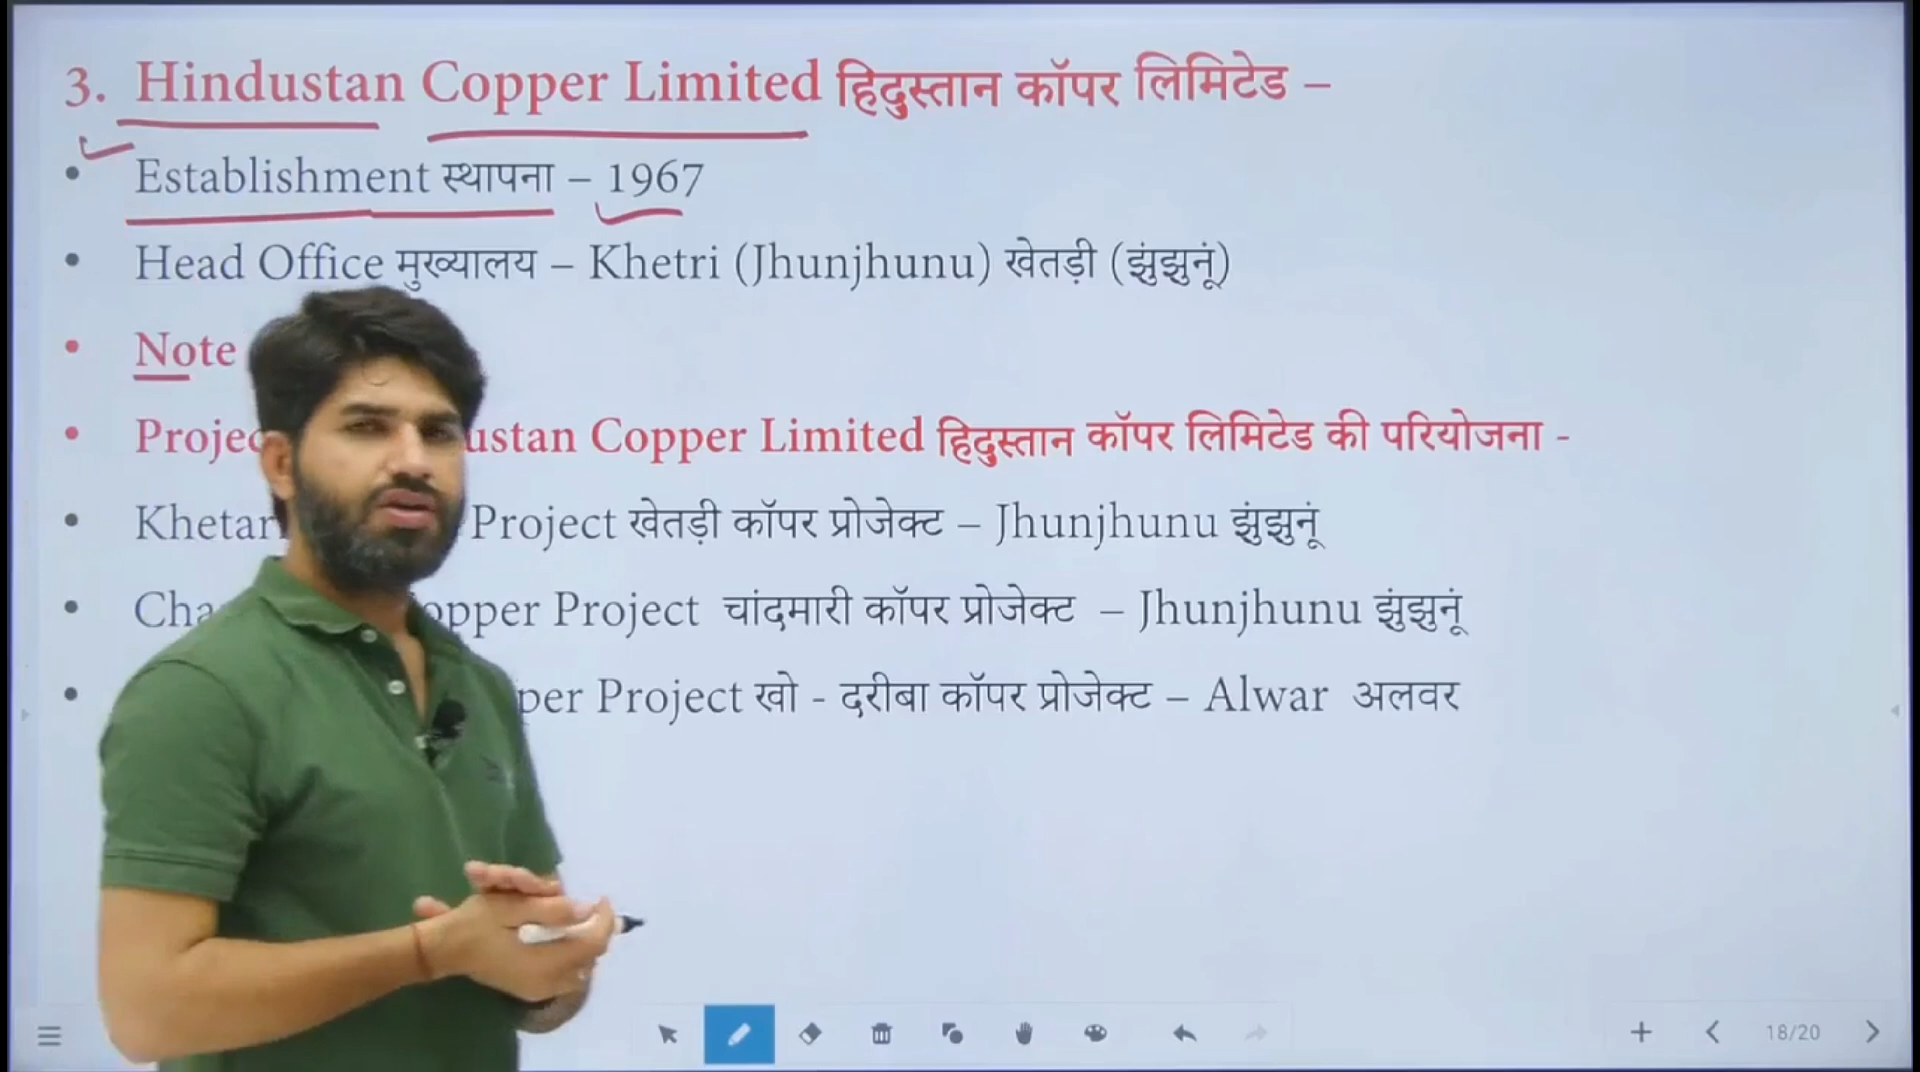 3. Hindustan Copper Limited हिंदुस्तान कॉपर लिमिटेड –
• Establishment स्थापना – 1967
• Head Office मुख्यालय – Khetri (Jhunjhunu) खेतड़ी (झुंझुनूं)
• Note
• Projec ustan Copper Limited हिंदुस्तान कॉपर लिमिटेड की परियोजना -
• Khetar Project खेतड़ी कॉपर प्रोजेक्ट – Jhunjhunu झुंझुनूं
• Cha opper Project चांदमारी कॉपर प्रोजेक्ट – Jhunjhunu झुंझुनूं
• per Project खो - दरीबा कॉपर प्रोजेक्ट – Alwar अलवर
18/20